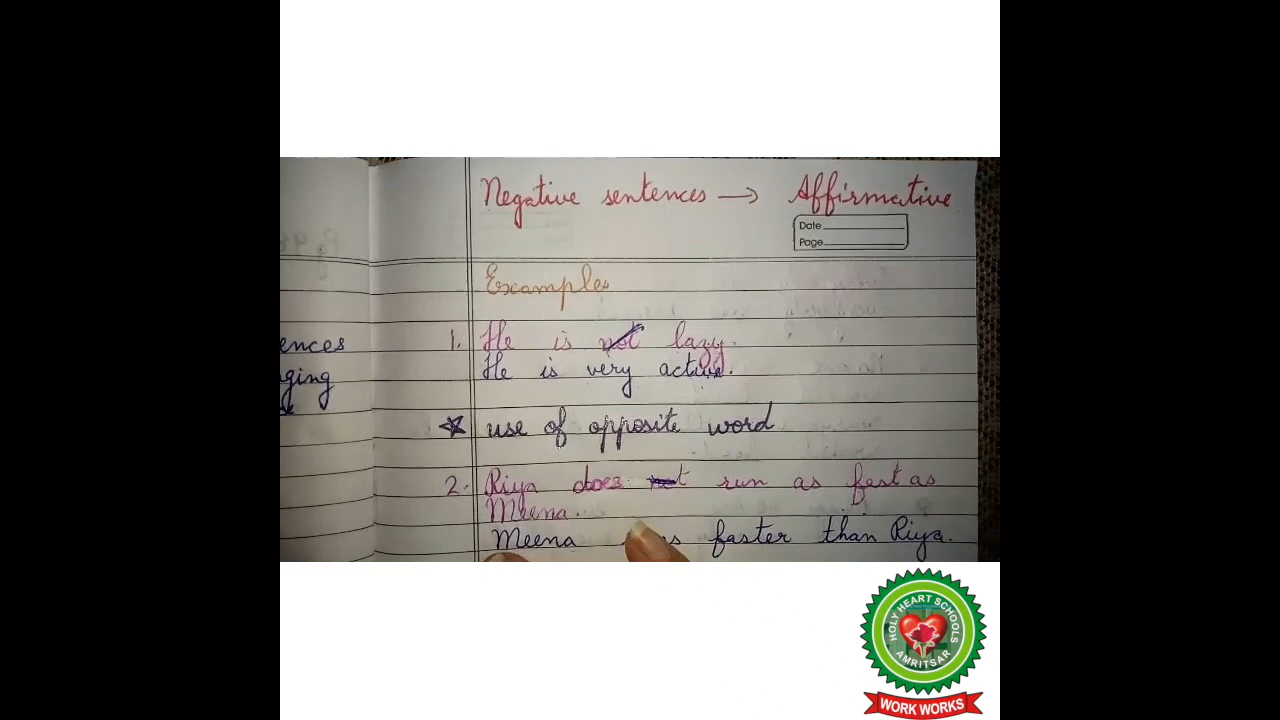 Negative sentences → Affirmative
Date
Page
Examples
ences
ging
1. He is not lazy.
He is very active.
☆ use of opposite word
2. Riya does not run as fast as
Meena.
Meena faster than Riya.
HOLY HEART SCHOOLS
AMRITSAR
WORK WORKS